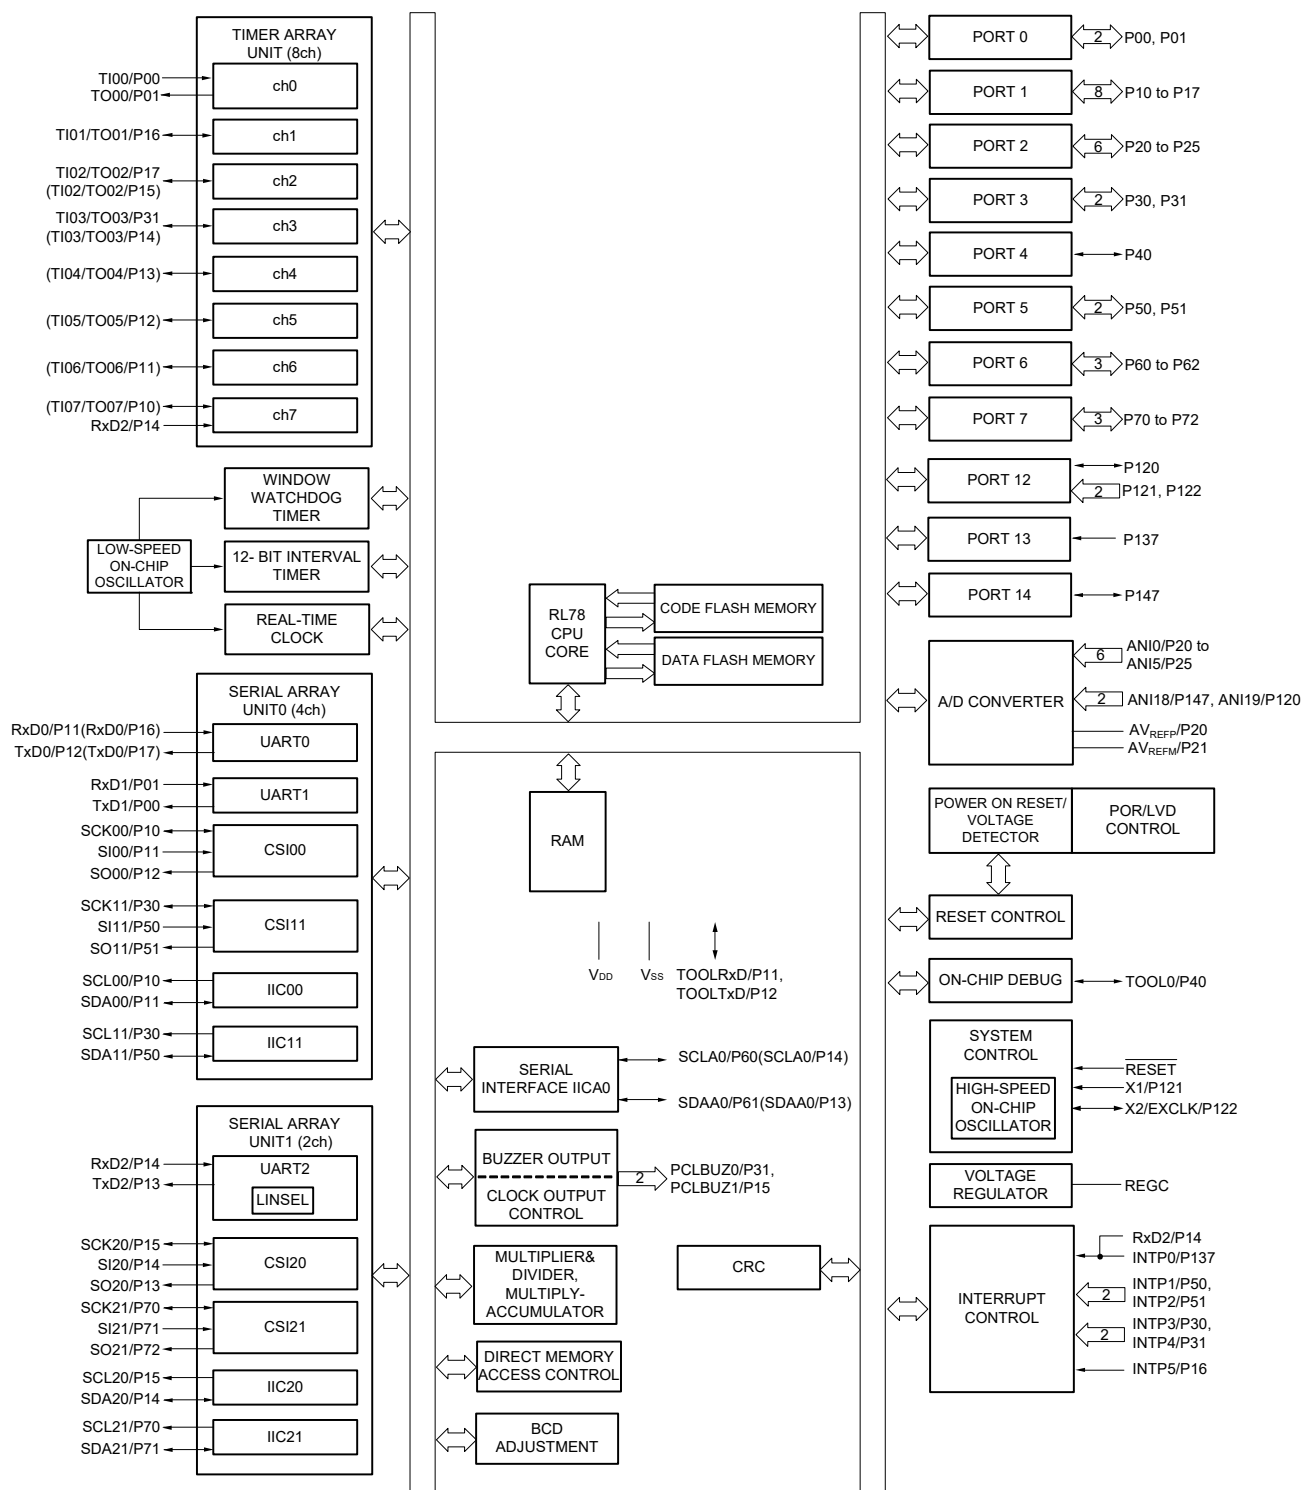 TIMER ARRAY
UNIT (8ch)
TI00/P00
TO00/P01
ch0
TI01/TO01/P16
ch1
TI02/TO02/P17
(TI02/TO02/P15)
ch2
TI03/TO03/P31
(TI03/TO03/P14)
ch3
(TI04/TO04/P13)
ch4
(TI05/TO05/P12)
ch5
(TI06/TO06/P11)
ch6
(TI07/TO07/P10)
RxD2/P14
ch7
WINDOW
WATCHDOG
TIMER
LOW-SPEED
ON-CHIP
OSCILLATOR
12- BIT INTERVAL
TIMER
REAL-TIME
CLOCK
SERIAL ARRAY
UNIT0 (4ch)
RxD0/P11(RxD0/P16)
TxD0/P12(TxD0/P17)
UART0
RxD1/P01
TxD1/P00
UART1
SCK00/P10
SI00/P11
SO00/P12
CSI00
SCK11/P30
SI11/P50
SO11/P51
CSI11
SCL00/P10
SDA00/P11
IIC00
SCL11/P30
SDA11/P50
IIC11
SERIAL ARRAY
UNIT1 (2ch)
RxD2/P14
TxD2/P13
UART2
LINSEL
SCK20/P15
SI20/P14
SO20/P13
CSI20
SCK21/P70
SI21/P71
SO21/P72
CSI21
SCL20/P15
SDA20/P14
IIC20
SCL21/P70
SDA21/P71
IIC21
RL78
CPU
CORE
CODE FLASH MEMORY
DATA FLASH MEMORY
RAM
VDD
VSS
TOOLRxD/P11,
TOOLTxD/P12
SERIAL
INTERFACE IICA0
SCLA0/P60(SCLA0/P14)
SDAA0/P61(SDAA0/P13)
BUZZER OUTPUT
CLOCK OUTPUT
CONTROL
2
PCLBUZ0/P31,
PCLBUZ1/P15
MULTIPLIER&
DIVIDER,
MULTIPLY-
ACCUMULATOR
CRC
DIRECT MEMORY
ACCESS CONTROL
BCD
ADJUSTMENT
PORT 0
2
P00, P01
PORT 1
8
P10 to P17
PORT 2
6
P20 to P25
PORT 3
2
P30, P31
PORT 4
P40
PORT 5
2
P50, P51
PORT 6
3
P60 to P62
PORT 7
3
P70 to P72
PORT 12
P120
2
P121, P122
PORT 13
P137
PORT 14
P147
A/D CONVERTER
6
ANI0/P20 to
ANI5/P25
2
ANI18/P147, ANI19/P120
AVREFP/P20
AVREFM/P21
POWER ON RESET/
VOLTAGE
DETECTOR
POR/LVD
CONTROL
RESET CONTROL
ON-CHIP DEBUG
TOOL0/P40
SYSTEM
CONTROL
HIGH-SPEED
ON-CHIP
OSCILLATOR
RESET
X1/P121
X2/EXCLK/P122
VOLTAGE
REGULATOR
REGC
INTERRUPT
CONTROL
RxD2/P14
INTP0/P137
2
INTP1/P50,
INTP2/P51
2
INTP3/P30,
INTP4/P31
INTP5/P16